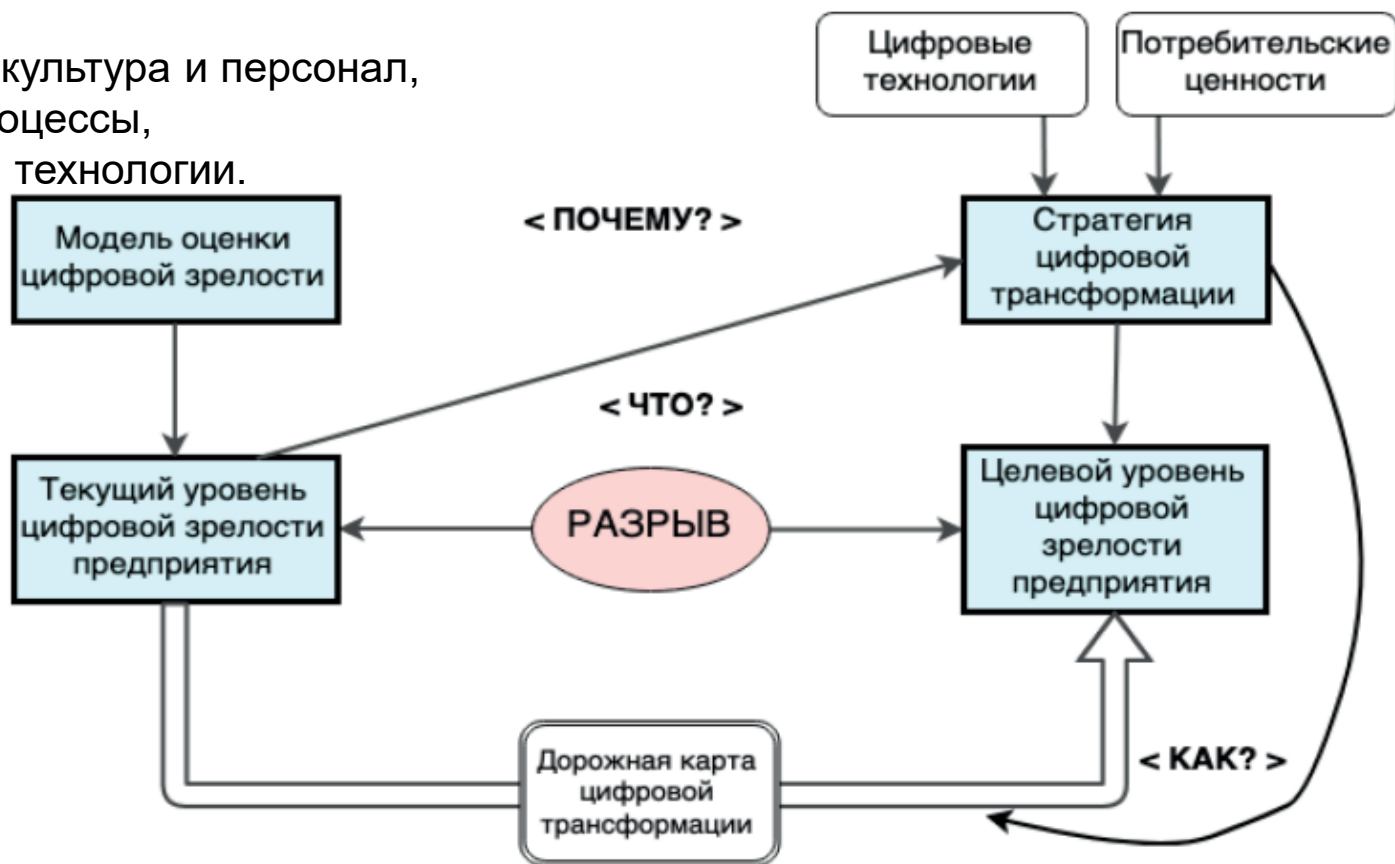 культура и персонал,
оцессы,
технологии.
Цифровые
технологии
Потребительские
ценности
Модель оценки
цифровой зрелости
< ПОЧЕМУ? >
Стратегия
цифровой
трансформации
< ЧТО? >
Текущий уровень
цифровой зрелости
предприятия
РАЗРЫВ
Целевой уровень
цифровой
зрелости
предприятия
Дорожная карта
цифровой
трансформации
< КАК? >